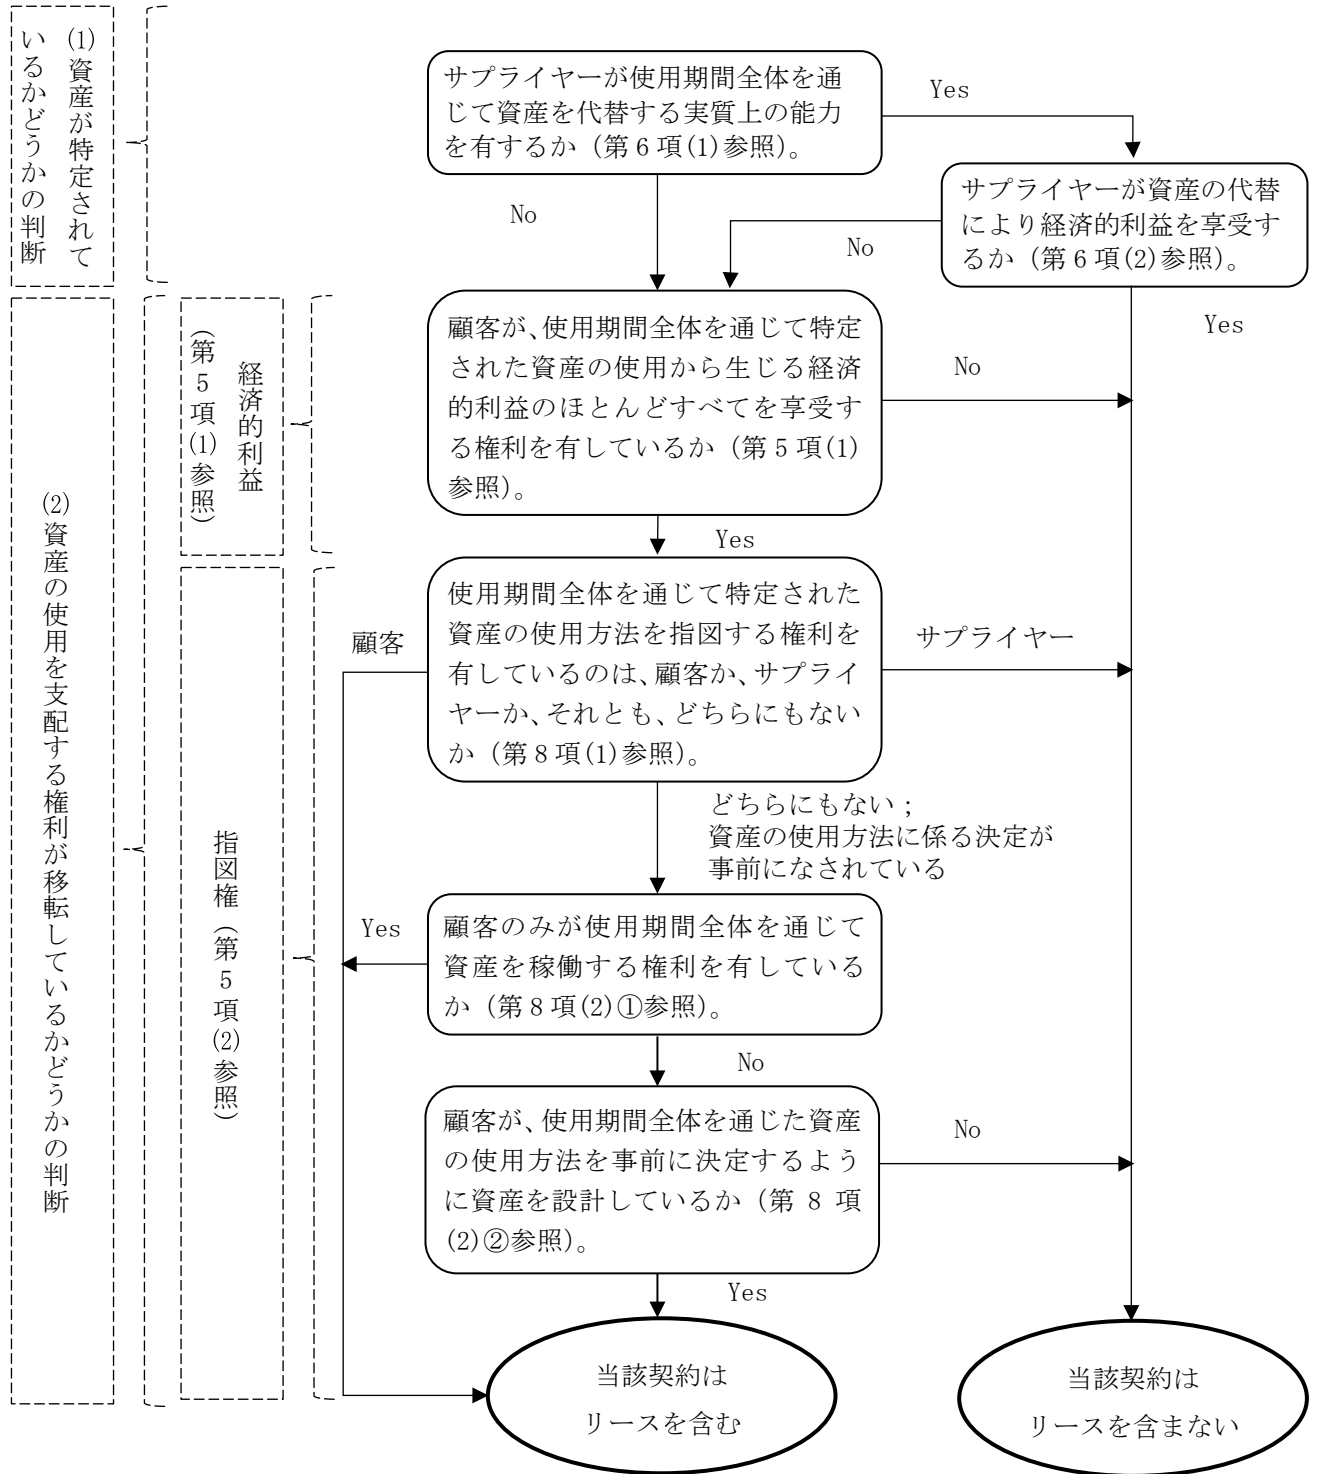 (1)資産が特定されて
いるかどうかの判断
サプライヤーが使用期間全体を通
じて資産を代替する実質上の能力
を有するか（第６項(1)参照）。
Yes
No
サプライヤーが資産の代替
により経済的利益を享受す
るか（第６項(2)参照）。
No
Yes
(2)資産の使用を支配する権利が移転しているかどうかの判断
経済的利益
（第５項(1)参照）
顧客が、使用期間全体を通じて特定
された資産の使用から生じる経済
的利益のほとんどすべてを享受す
る権利を有しているか（第５項(1)
参照）。
No
Yes
指図権（第５項(2)参照）
使用期間全体を通じて特定された
資産の使用方法を指図する権利を
有しているのは、顧客か、サプライ
ヤーか、それとも、どちらにもない
か（第８項(1)参照）。
顧客
サプライヤー
どちらにもない；
資産の使用方法に係る決定が
事前になされている
顧客のみが使用期間全体を通じて
資産を稼働する権利を有している
か（第８項(2)①参照）。
Yes
No
顧客が、使用期間全体を通じた資産
の使用方法を事前に決定するよう
に資産を設計しているか（第 8 項
(2)②参照）。
No
Yes
当該契約は
リースを含む
当該契約は
リースを含まない